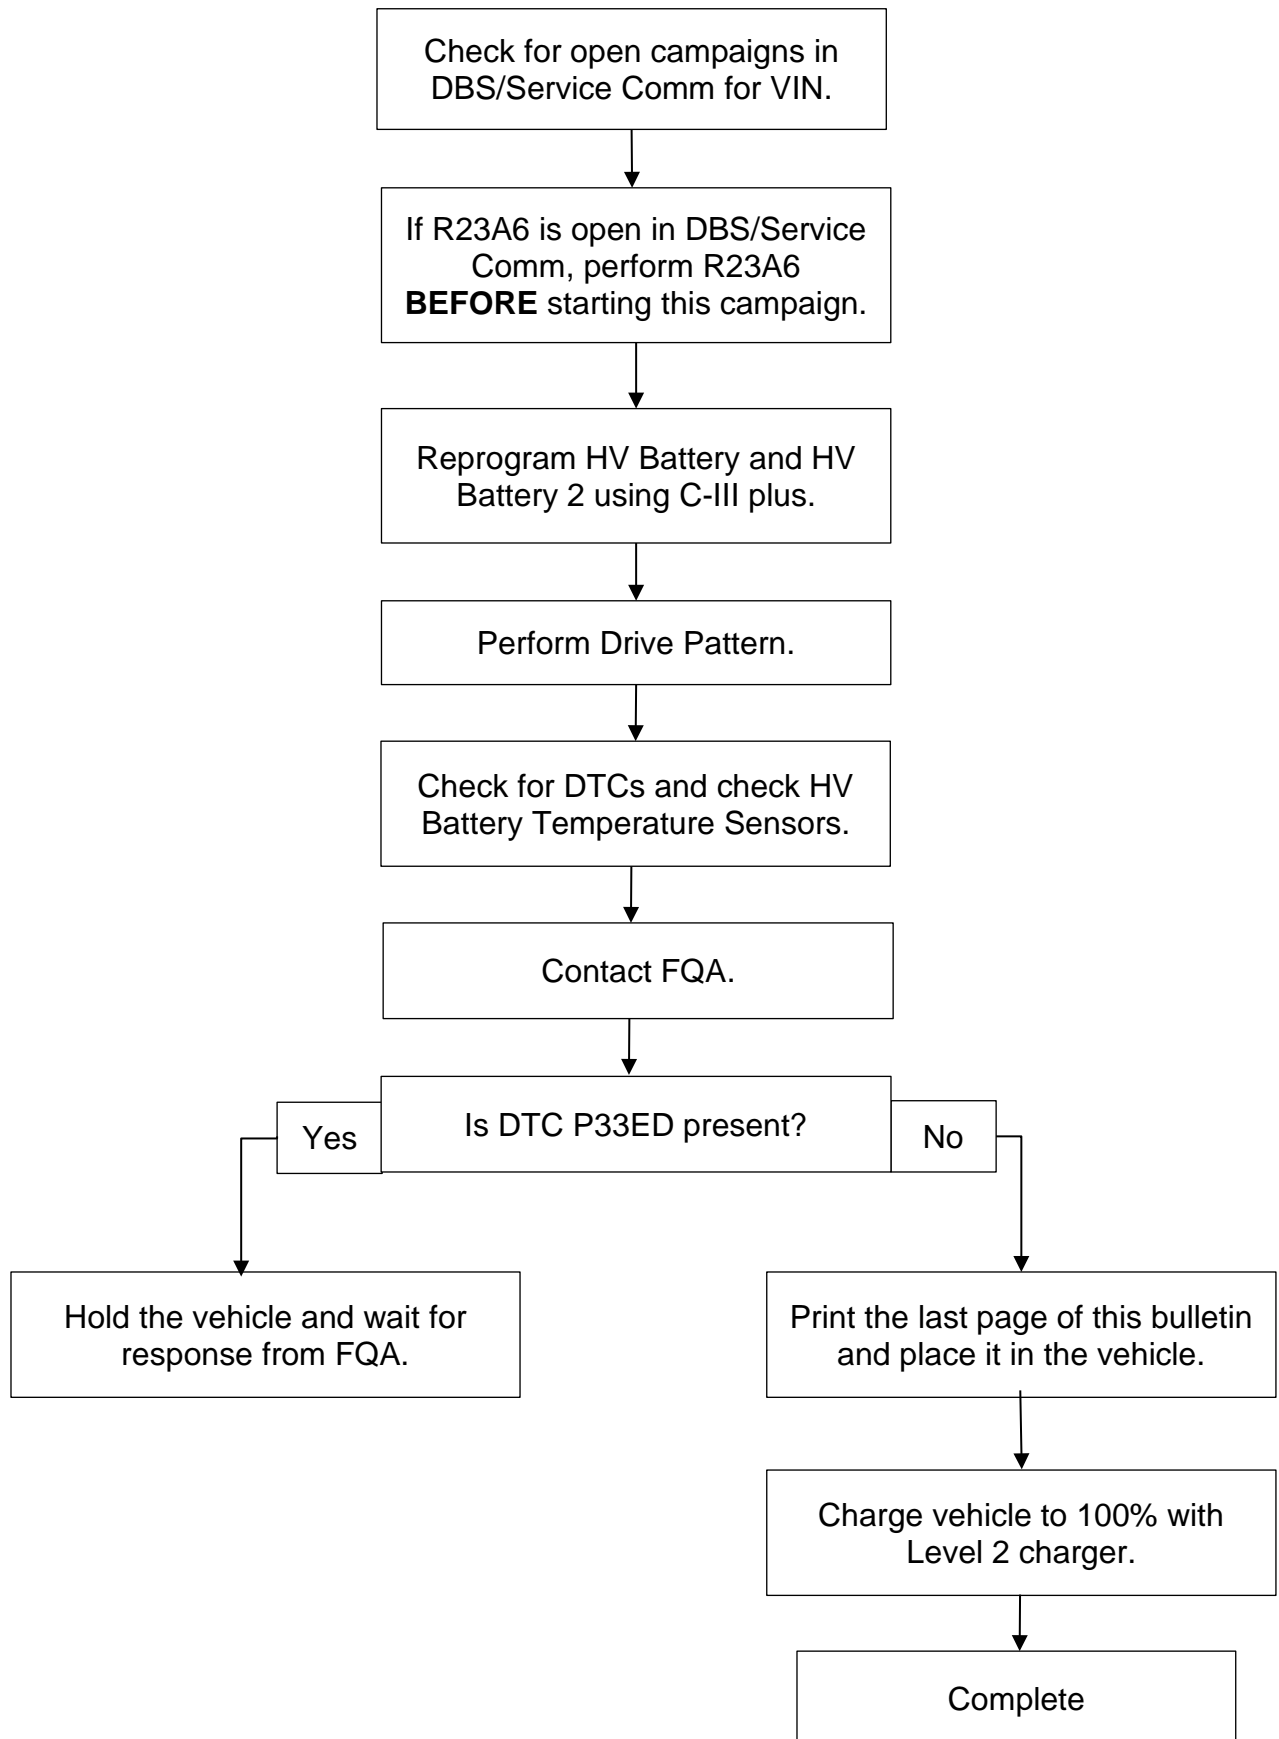 Check for open campaigns in
DBS/Service Comm for VIN.
If R23A6 is open in DBS/Service
Comm, perform R23A6
BEFORE starting this campaign.
Reprogram HV Battery and HV
Battery 2 using C-III plus.
Perform Drive Pattern.
Check for DTCs and check HV
Battery Temperature Sensors.
Contact FQA.
Is DTC P33ED present?
Yes
No
Hold the vehicle and wait for
response from FQA.
Print the last page of this bulletin
and place it in the vehicle.
Charge vehicle to 100% with
Level 2 charger.
Complete